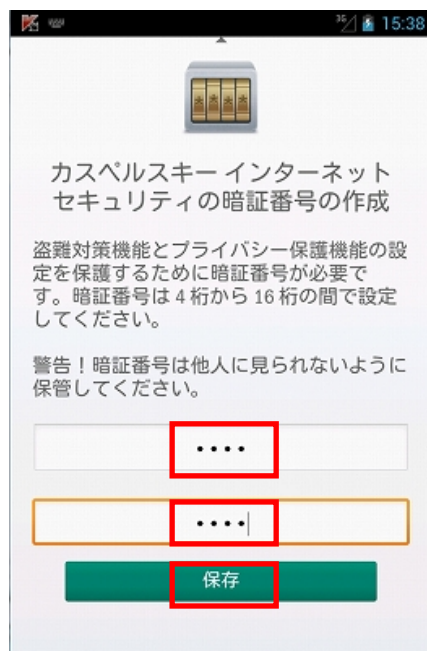 3G 15:38
カスペルスキー インターネット
セキュリティの暗証番号の作成
盗難対策機能とプライバシー保護機能の設
定を保護するために暗証番号が必要で
す。暗証番号は 4 桁から 16 桁の間で設定
してください。
警告！暗証番号は他人に見られないように
保管してください。
••••
••••
保存